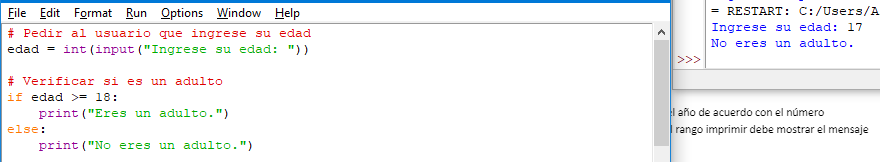 File Edit Format Run Options Window Help
# Pedir al usuario que ingrese su edad
edad = int(input("Ingrese su edad: "))
# Verificar si es un adulto
if edad >= 18:
    print("Eres un adulto.")
else:
    print("No eres un adulto.")
= RESTART: C:/Users/A
Ingrese su edad: 17
No eres un adulto.
>>>
el año de acuerdo con el número
rango imprimir debe mostrar el mensaje